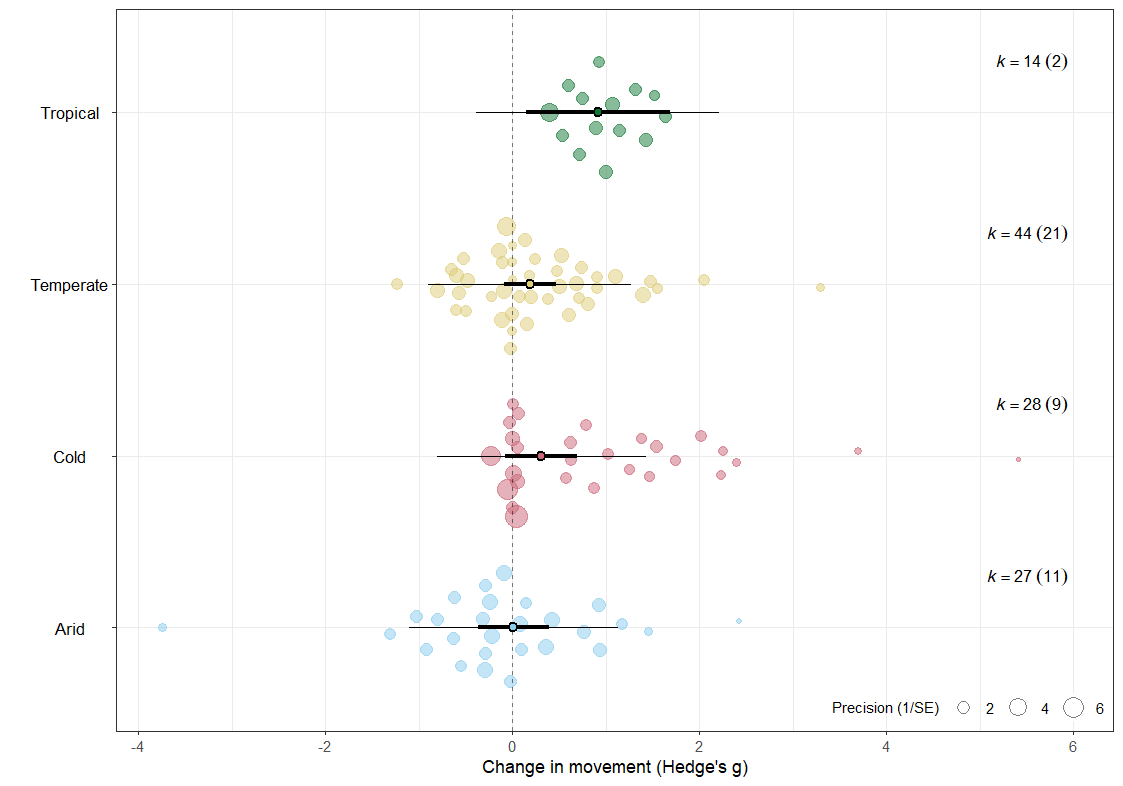 k = 14 (2)
Tropical
k = 44 (21)
Temperate
k = 28 (9)
Cold
k = 27 (11)
Arid
Precision (1/SE) 2 4 6
-4 -2 0 2 4 6
Change in movement (Hedge's g)